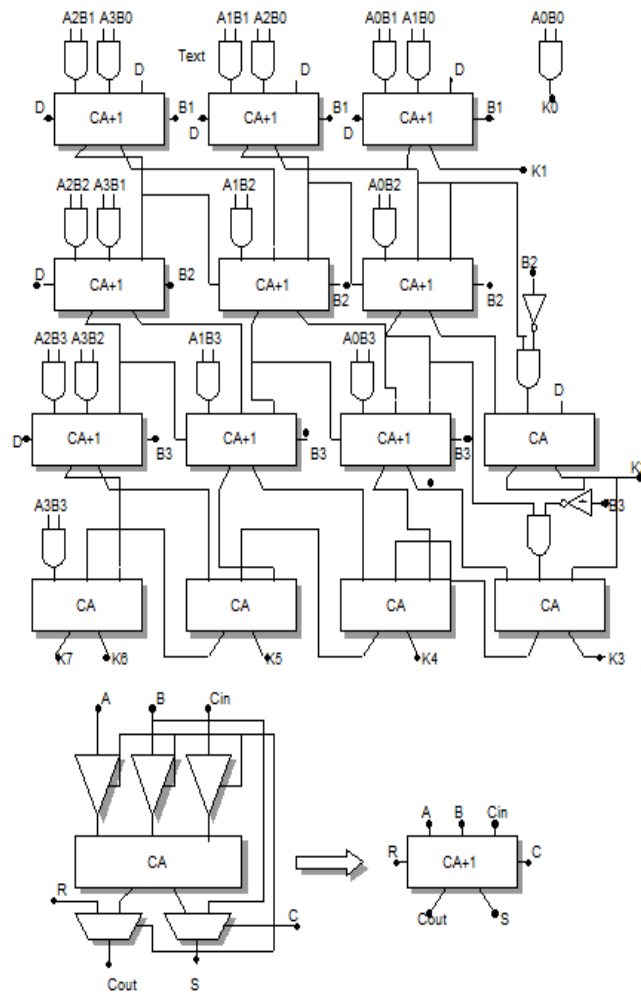 A2B1 A3B0 A1B1 A2B0 A0B1 A1B0 A0B0
Text
D D D
D CA+1 B1 D CA+1 B1 D CA+1 B1 K0
K1
A2B2 A3B1 A1B2 A0B2
B2
D CA+1 B2 CA+1 B2 CA+1 B2
A2B3 A3B2 A1B3 A0B3
D
D CA+1 B3 CA+1 B3 CA+1 B3 CA
A3B3 B3
CA CA CA CA
K7 K6 K5 K4 K3
A B Cin
CA
R
C
Cout S
A B Cin
R CA+1 C
Cout S